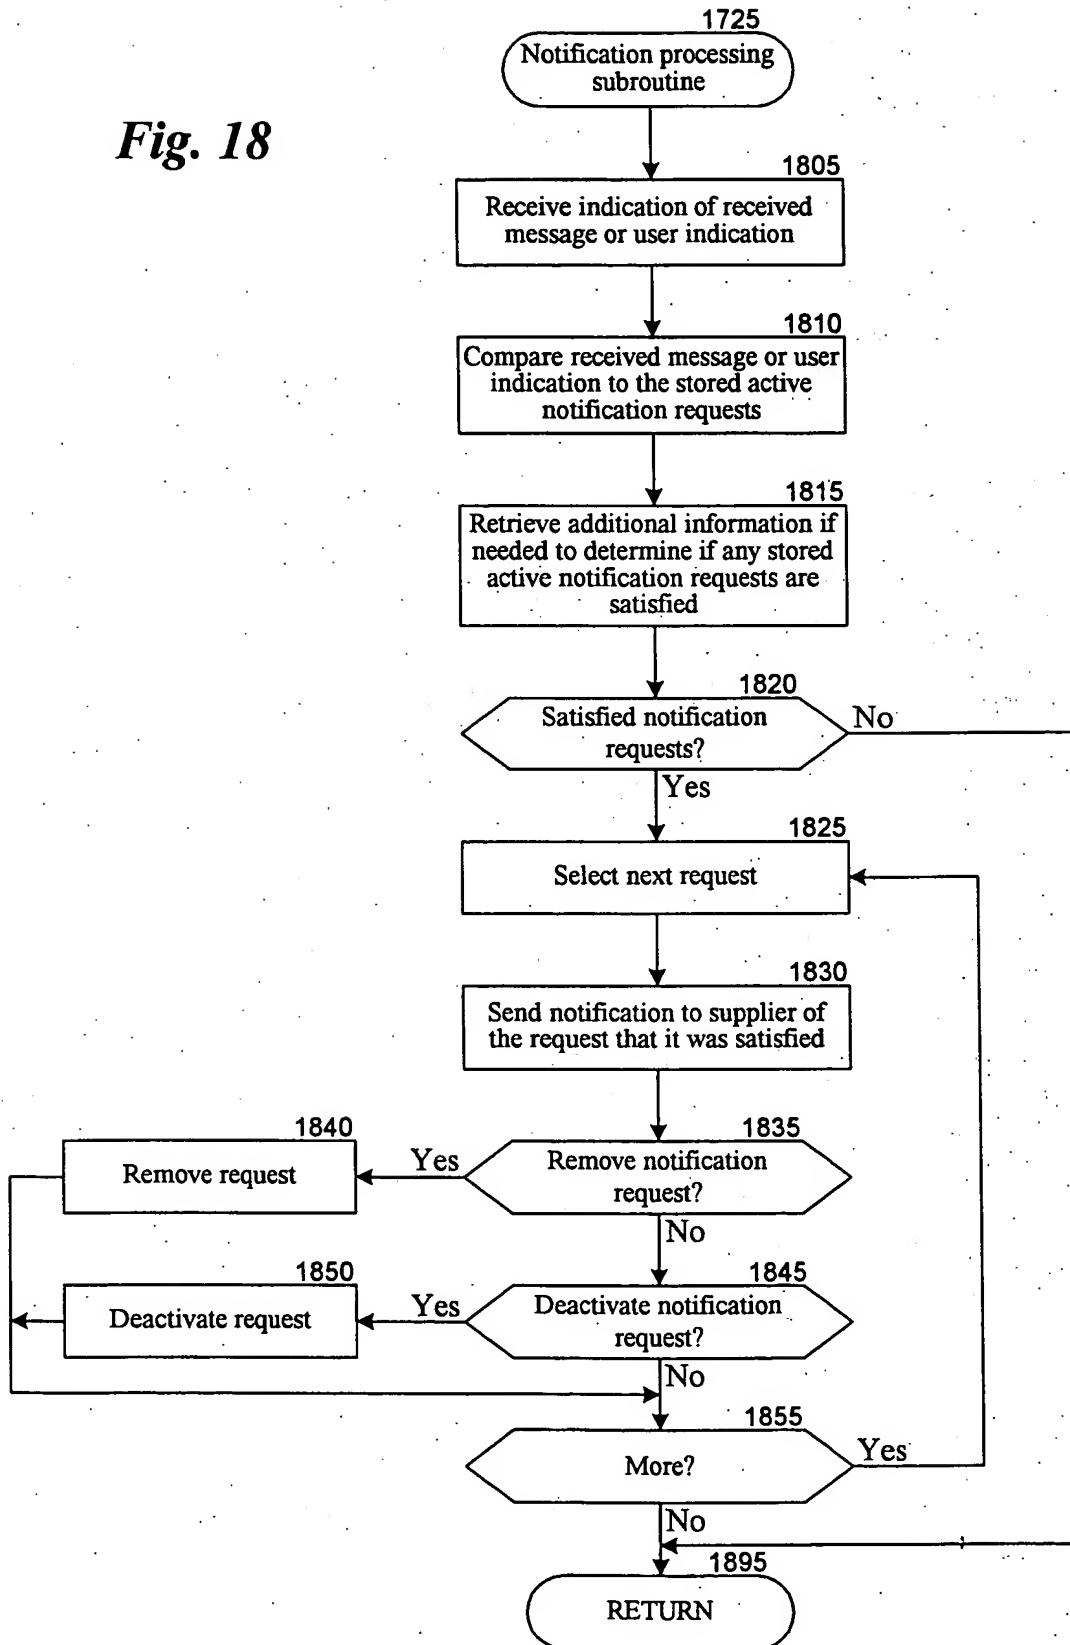 1725
Notification processing
subroutine
Fig. 18
1805
Receive indication of received
message or user indication
1810
Compare received message or user
indication to the stored active
notification requests
1815
Retrieve additional information if
needed to determine if any stored
active notification requests are
satisfied
1820
Satisfied notification
requests?
No
Yes
1825
Select next request
1830
Send notification to supplier of
the request that it was satisfied
1840
Remove request
Yes
1835
Remove notification
request?
No
1850
Deactivate request
Yes
1845
Deactivate notification
request?
No
1855
More?
Yes
No
1895
RETURN